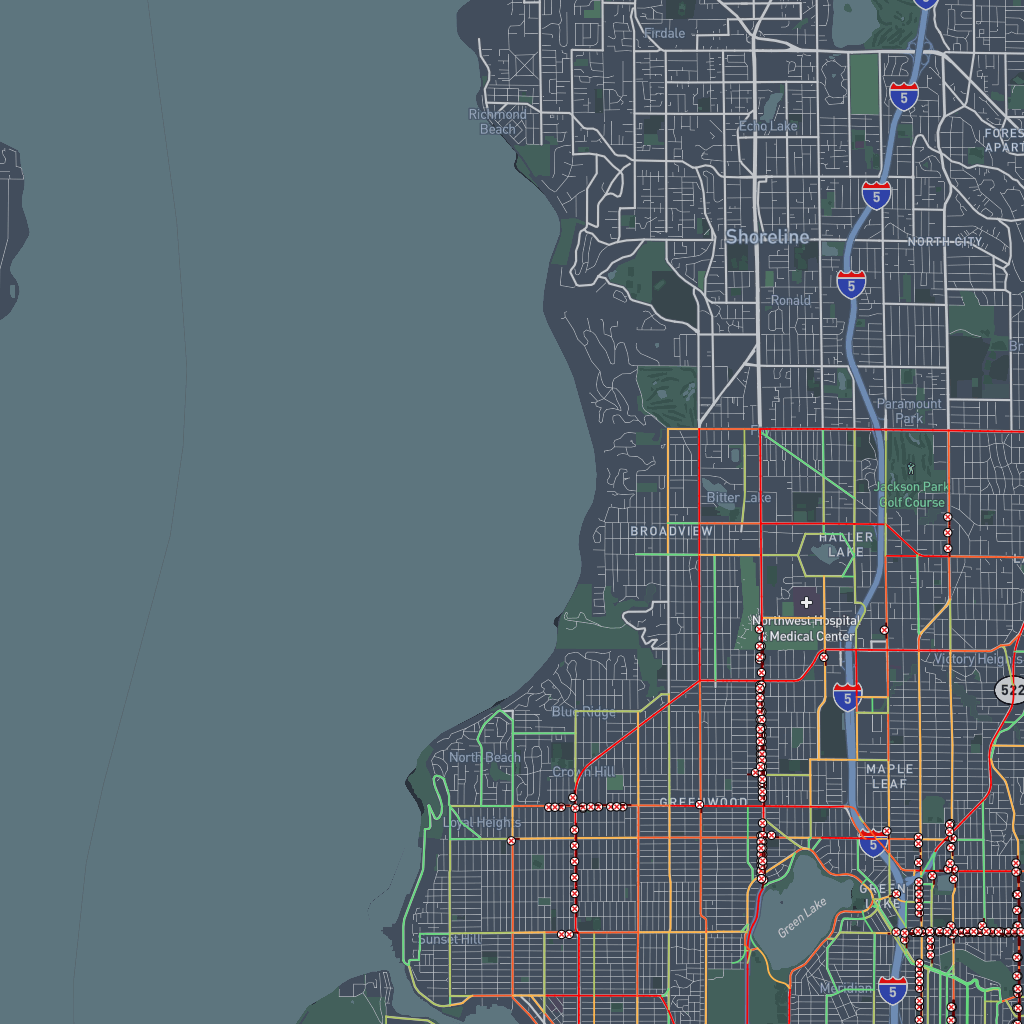 5
Firdale
5
Richmond
Beach
Echo Lake
5
Shoreline
NORTH CITY
5
Ronald
Paramount
Park
Jackson Park
Golf Course
Bitter Lake
BROADVIEW
HALLER
LAKE
Northwest Hospital
Medical Center
Victory Heights
522
5
Blue Ridge
North Beach
Crown Hill
MAPLE
LEAF
GREENWOOD
Loyal Heights
5
GREEN
LAKE
Green Lake
Sunset Hill
Meridian
5